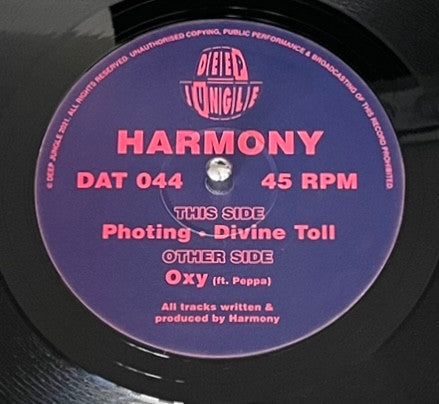 © DEEP JUNGLE 2021. ALL RIGHTS RESERVED. UNAUTHORISED COPYING, PUBLIC PERFORMANCE & BROADCASTING OF THIS RECORD PROHIBITED.
DEEP
JUNGLE
HARMONY
DAT 044 45 RPM
THIS SIDE
Photing • Divine Toll
OTHER SIDE
Oxy (ft. Peppa)
All tracks written &
produced by Harmony